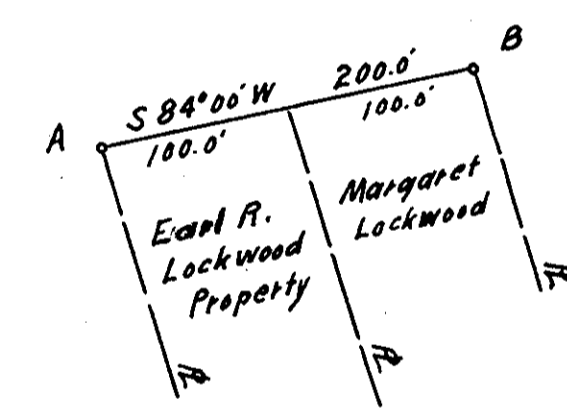 B
S 84°00' W 200.0'
A
100.0' 100.0'
Earl R.
Lockwood
Property
Margaret
Lockwood